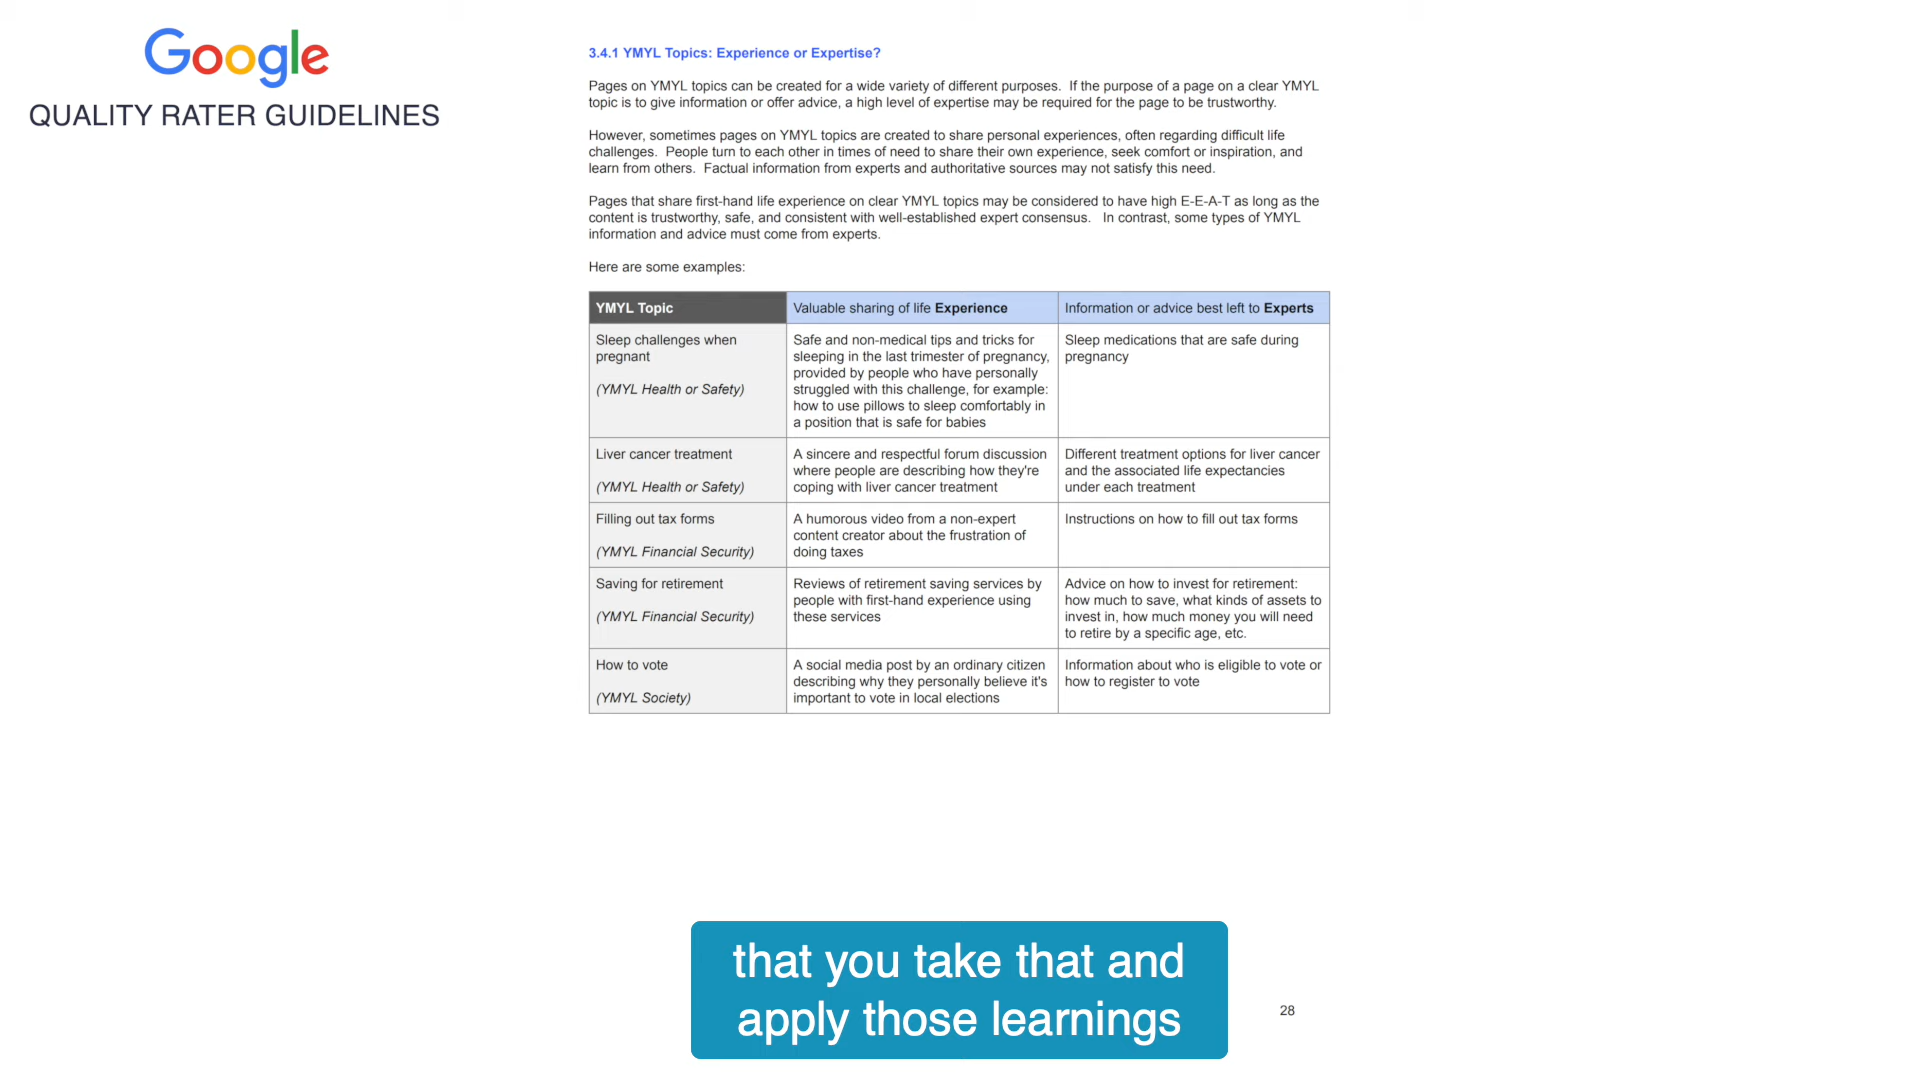 Google
QUALITY RATER GUIDELINES
3.4.1 YMYL Topics: Experience or Expertise?
Pages on YMYL topics can be created for a wide variety of different purposes.  If the purpose of a page on a clear YMYL
topic is to give information or offer advice, a high level of expertise may be required for the page to be trustworthy.
However, sometimes pages on YMYL topics are created to share personal experiences, often regarding difficult life
challenges.  People turn to each other in times of need to share their own experience, seek comfort or inspiration, and
learn from others.  Factual information from experts and authoritative sources may not satisfy this need.
Pages that share first-hand life experience on clear YMYL topics may be considered to have high E-E-A-T as long as the
content is trustworthy, safe, and consistent with well-established expert consensus.   In contrast, some types of YMYL
information and advice must come from experts.
Here are some examples:
YMYL Topic
Valuable sharing of life Experience
Information or advice best left to Experts
Sleep challenges when
pregnant
(YMYL Health or Safety)
Safe and non-medical tips and tricks for
sleeping in the last trimester of pregnancy,
provided by people who have personally
struggled with this challenge, for example:
how to use pillows to sleep comfortably in
a position that is safe for babies
Sleep medications that are safe during
pregnancy
Liver cancer treatment
(YMYL Health or Safety)
A sincere and respectful forum discussion
where people are describing how they're
coping with liver cancer treatment
Different treatment options for liver cancer
and the associated life expectancies
under each treatment
Filling out tax forms
(YMYL Financial Security)
A humorous video from a non-expert
content creator about the frustration of
doing taxes
Instructions on how to fill out tax forms
Saving for retirement
(YMYL Financial Security)
Reviews of retirement saving services by
people with first-hand experience using
these services
Advice on how to invest for retirement:
how much to save, what kinds of assets to
invest in, how much money you will need
to retire by a specific age, etc.
How to vote
(YMYL Society)
A social media post by an ordinary citizen
describing why they personally believe it's
important to vote in local elections
Information about who is eligible to vote or
how to register to vote
that you take that and
apply those learnings
28